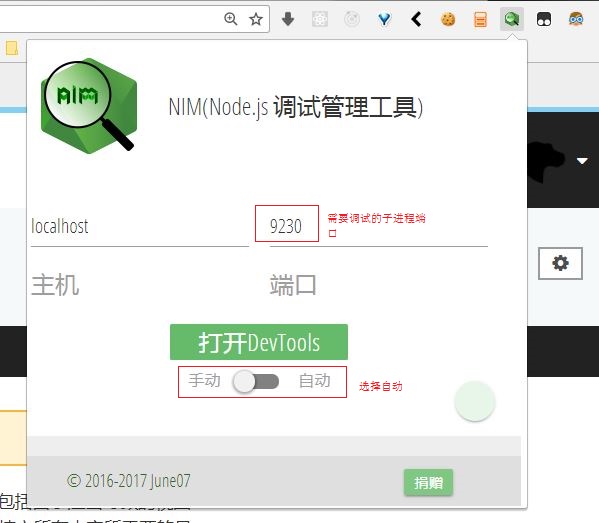 NIM
NIM(Node.js 调试管理工具)
localhost
9230
需要调试的子进程端
口
主机
端口
打开DevTools
手动
自动
选择自动
© 2016-2017 June07
捐赠